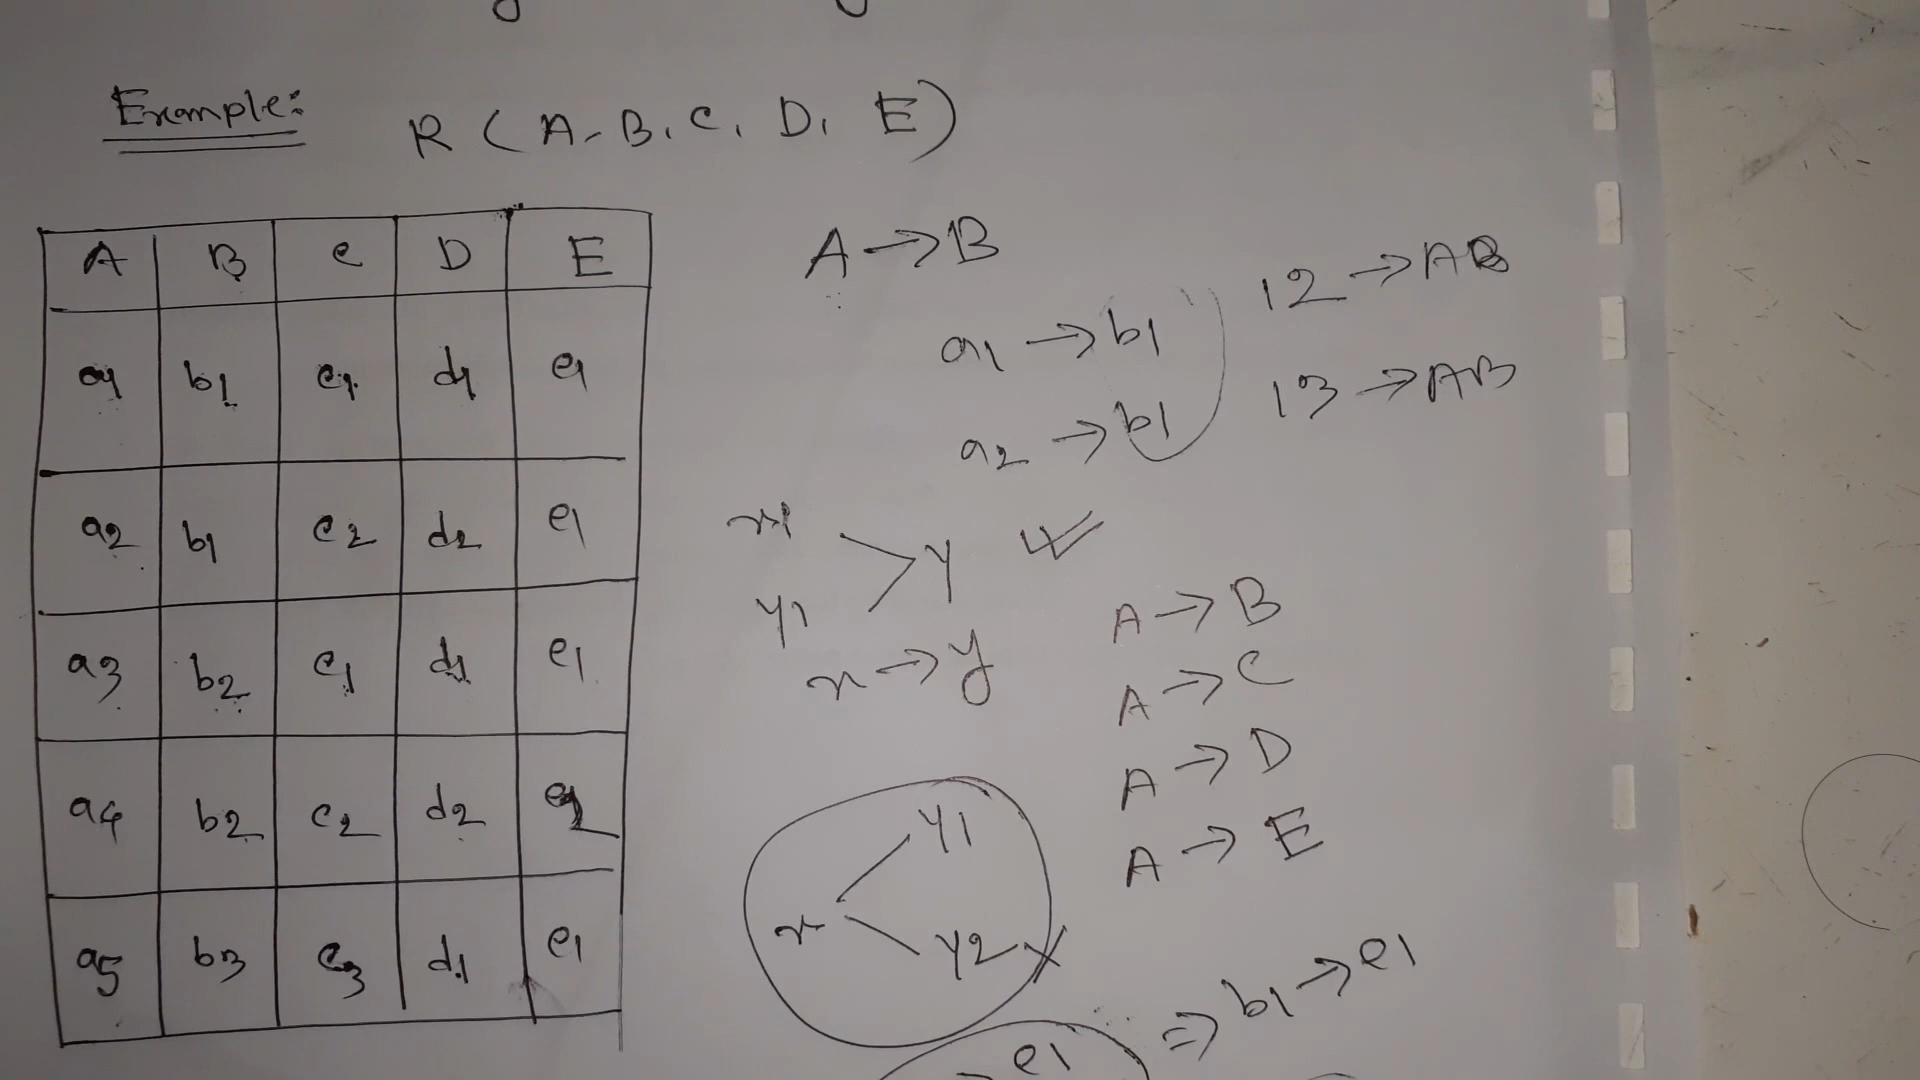 Example: R (A, B, C, D, E)
A B C D E
a1 b1 c1 d1 e1
a2 b1 c2 d2 e1
a3 b2 c1 d1 e1
a4 b2 c2 d2
a5 b3 c3 d1 e1
A → B
a1 → b1
a2 → b1
12 → AB
13 → AB
x1
y1
y
x → y
A → B
A → C
A → D
A → E
x
y1
y2
⇒ b1 → e1
e1